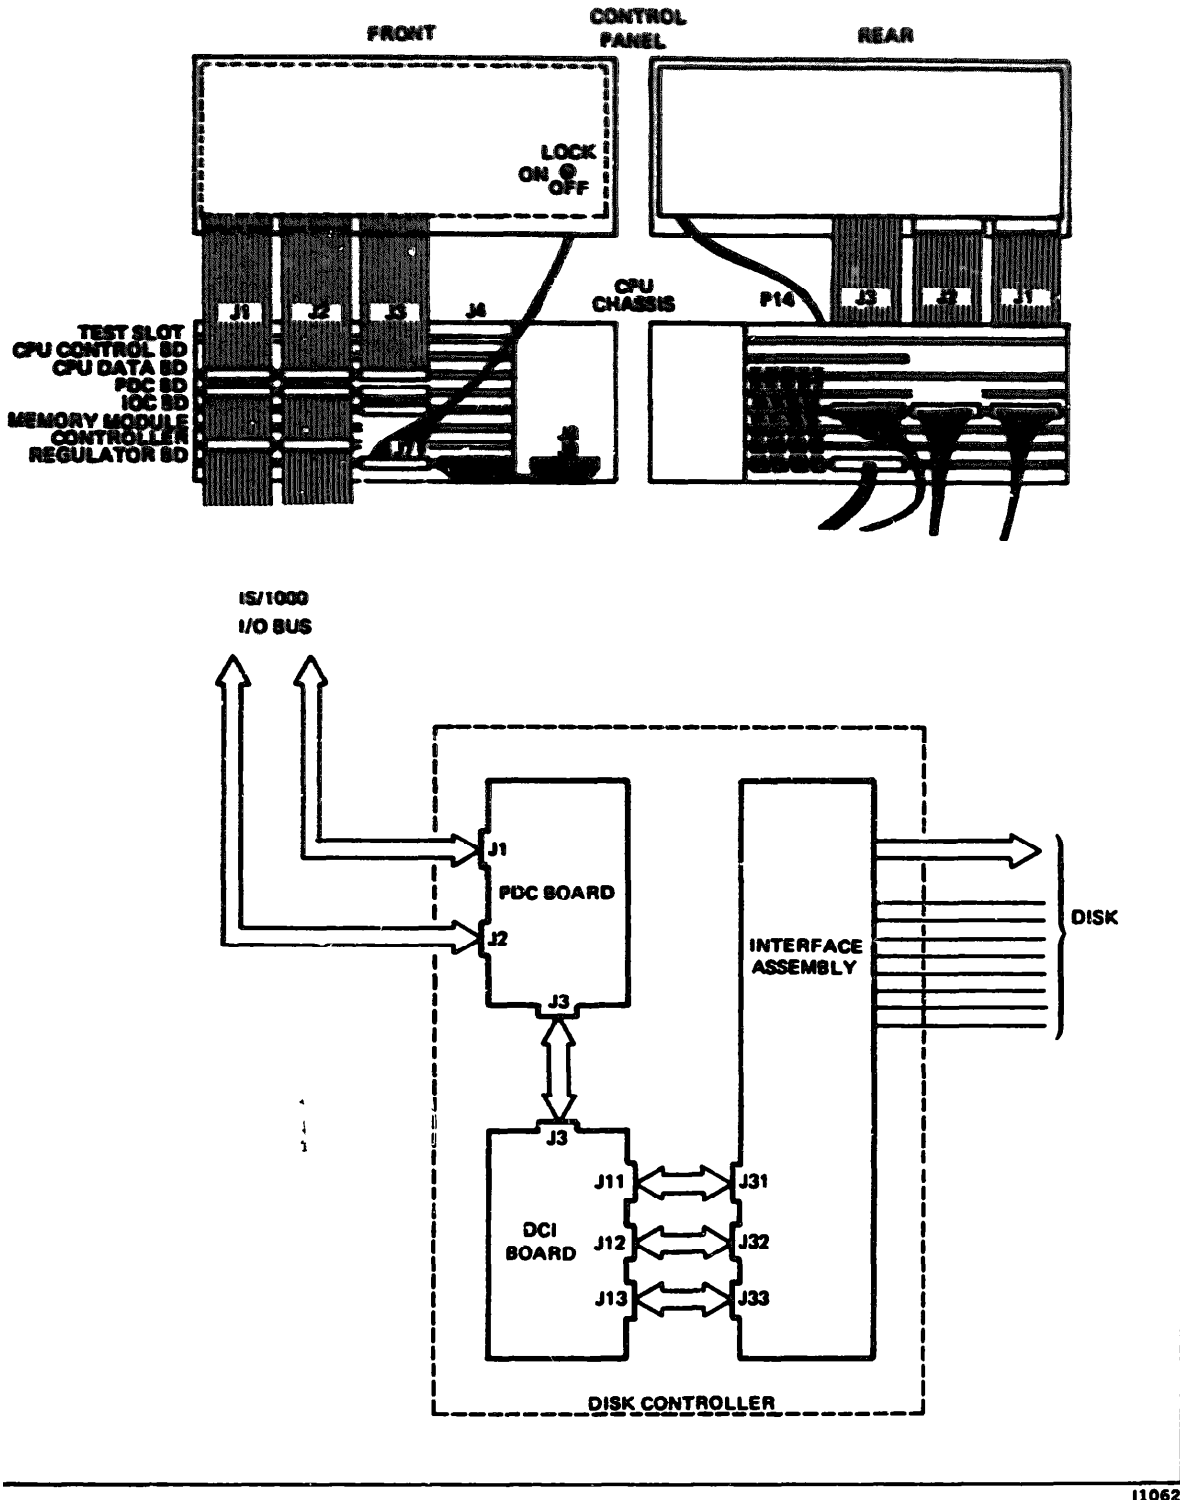 FRONT
CONTROL
PANEL
REAR
LOCK
ON
OFF
CPU
CHASSIS
J1
J2
J3
J4
P14
J3
J2
J1
TEST SLOT
CPU CONTROL BD
CPU DATA BD
PDC BD
IOC BD
MEMORY MODULE
CONTROLLER
REGULATOR BD
IS/1000
I/O BUS
J1
PDC BOARD
J2
J3
INTERFACE
ASSEMBLY
DISK
J3
J11
J31
DCI
BOARD
J12
J32
J13
J33
DISK CONTROLLER
I1062